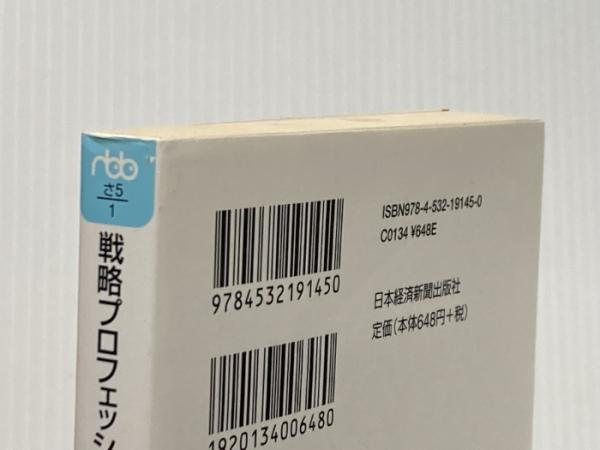 nbb
さ5
1
戦略プロフェッシ
ISBN978-4-532-19145-0
C0134 ¥648E
9784532191450
日本経済新聞出版社
定価(本体648円+税)
1920134006480